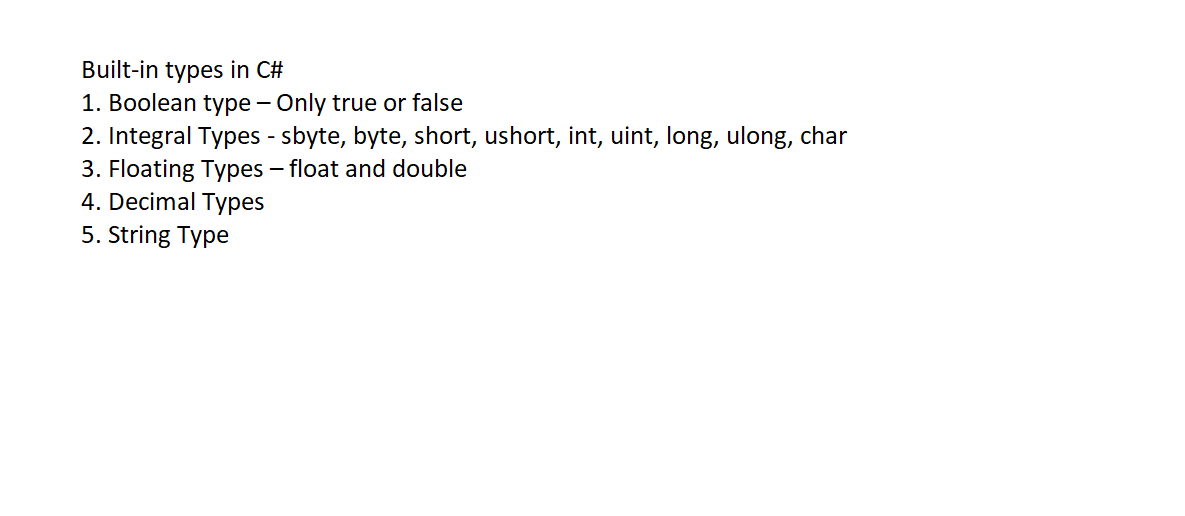 Built-in types in C#
1. Boolean type – Only true or false
2. Integral Types - sbyte, byte, short, ushort, int, uint, long, ulong, char
3. Floating Types – float and double
4. Decimal Types
5. String Type